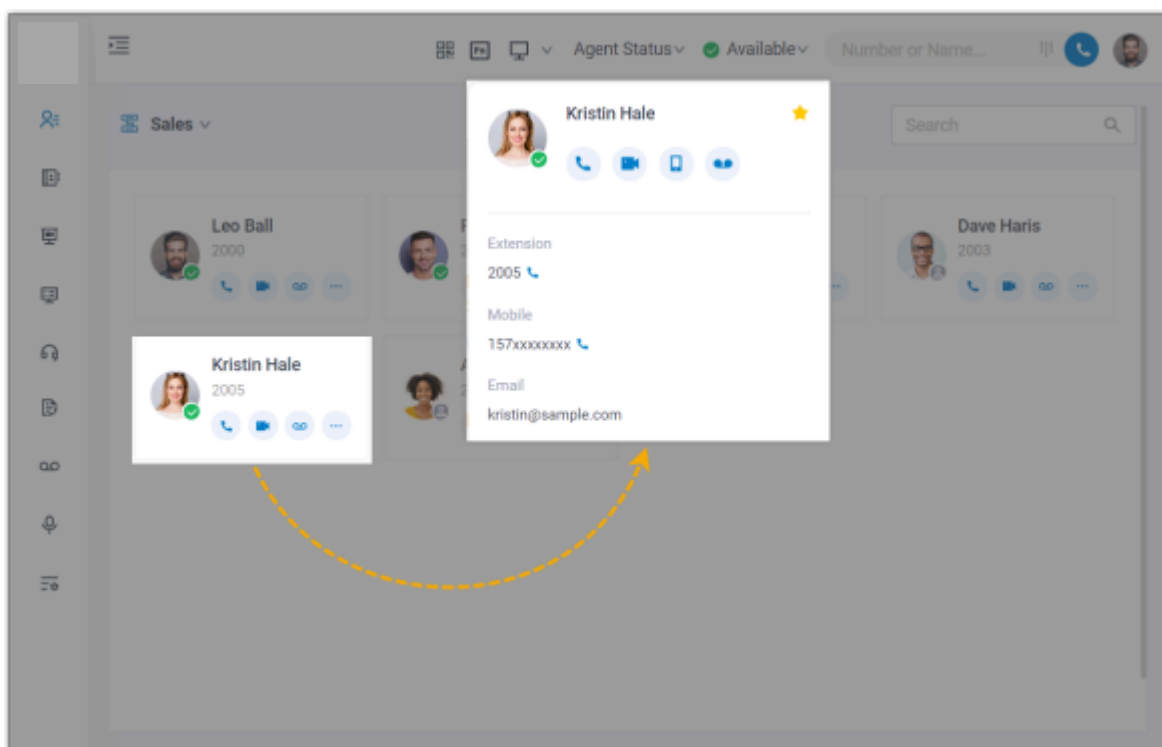 Agent Status
Available
Number or Name...
Sales
Search
Kristin Hale
Extension
2005
Mobile
157xxxxxxxx
Email
kristin@sample.com
Leo Ball
2000
Dave Haris
2003
Kristin Hale
2005